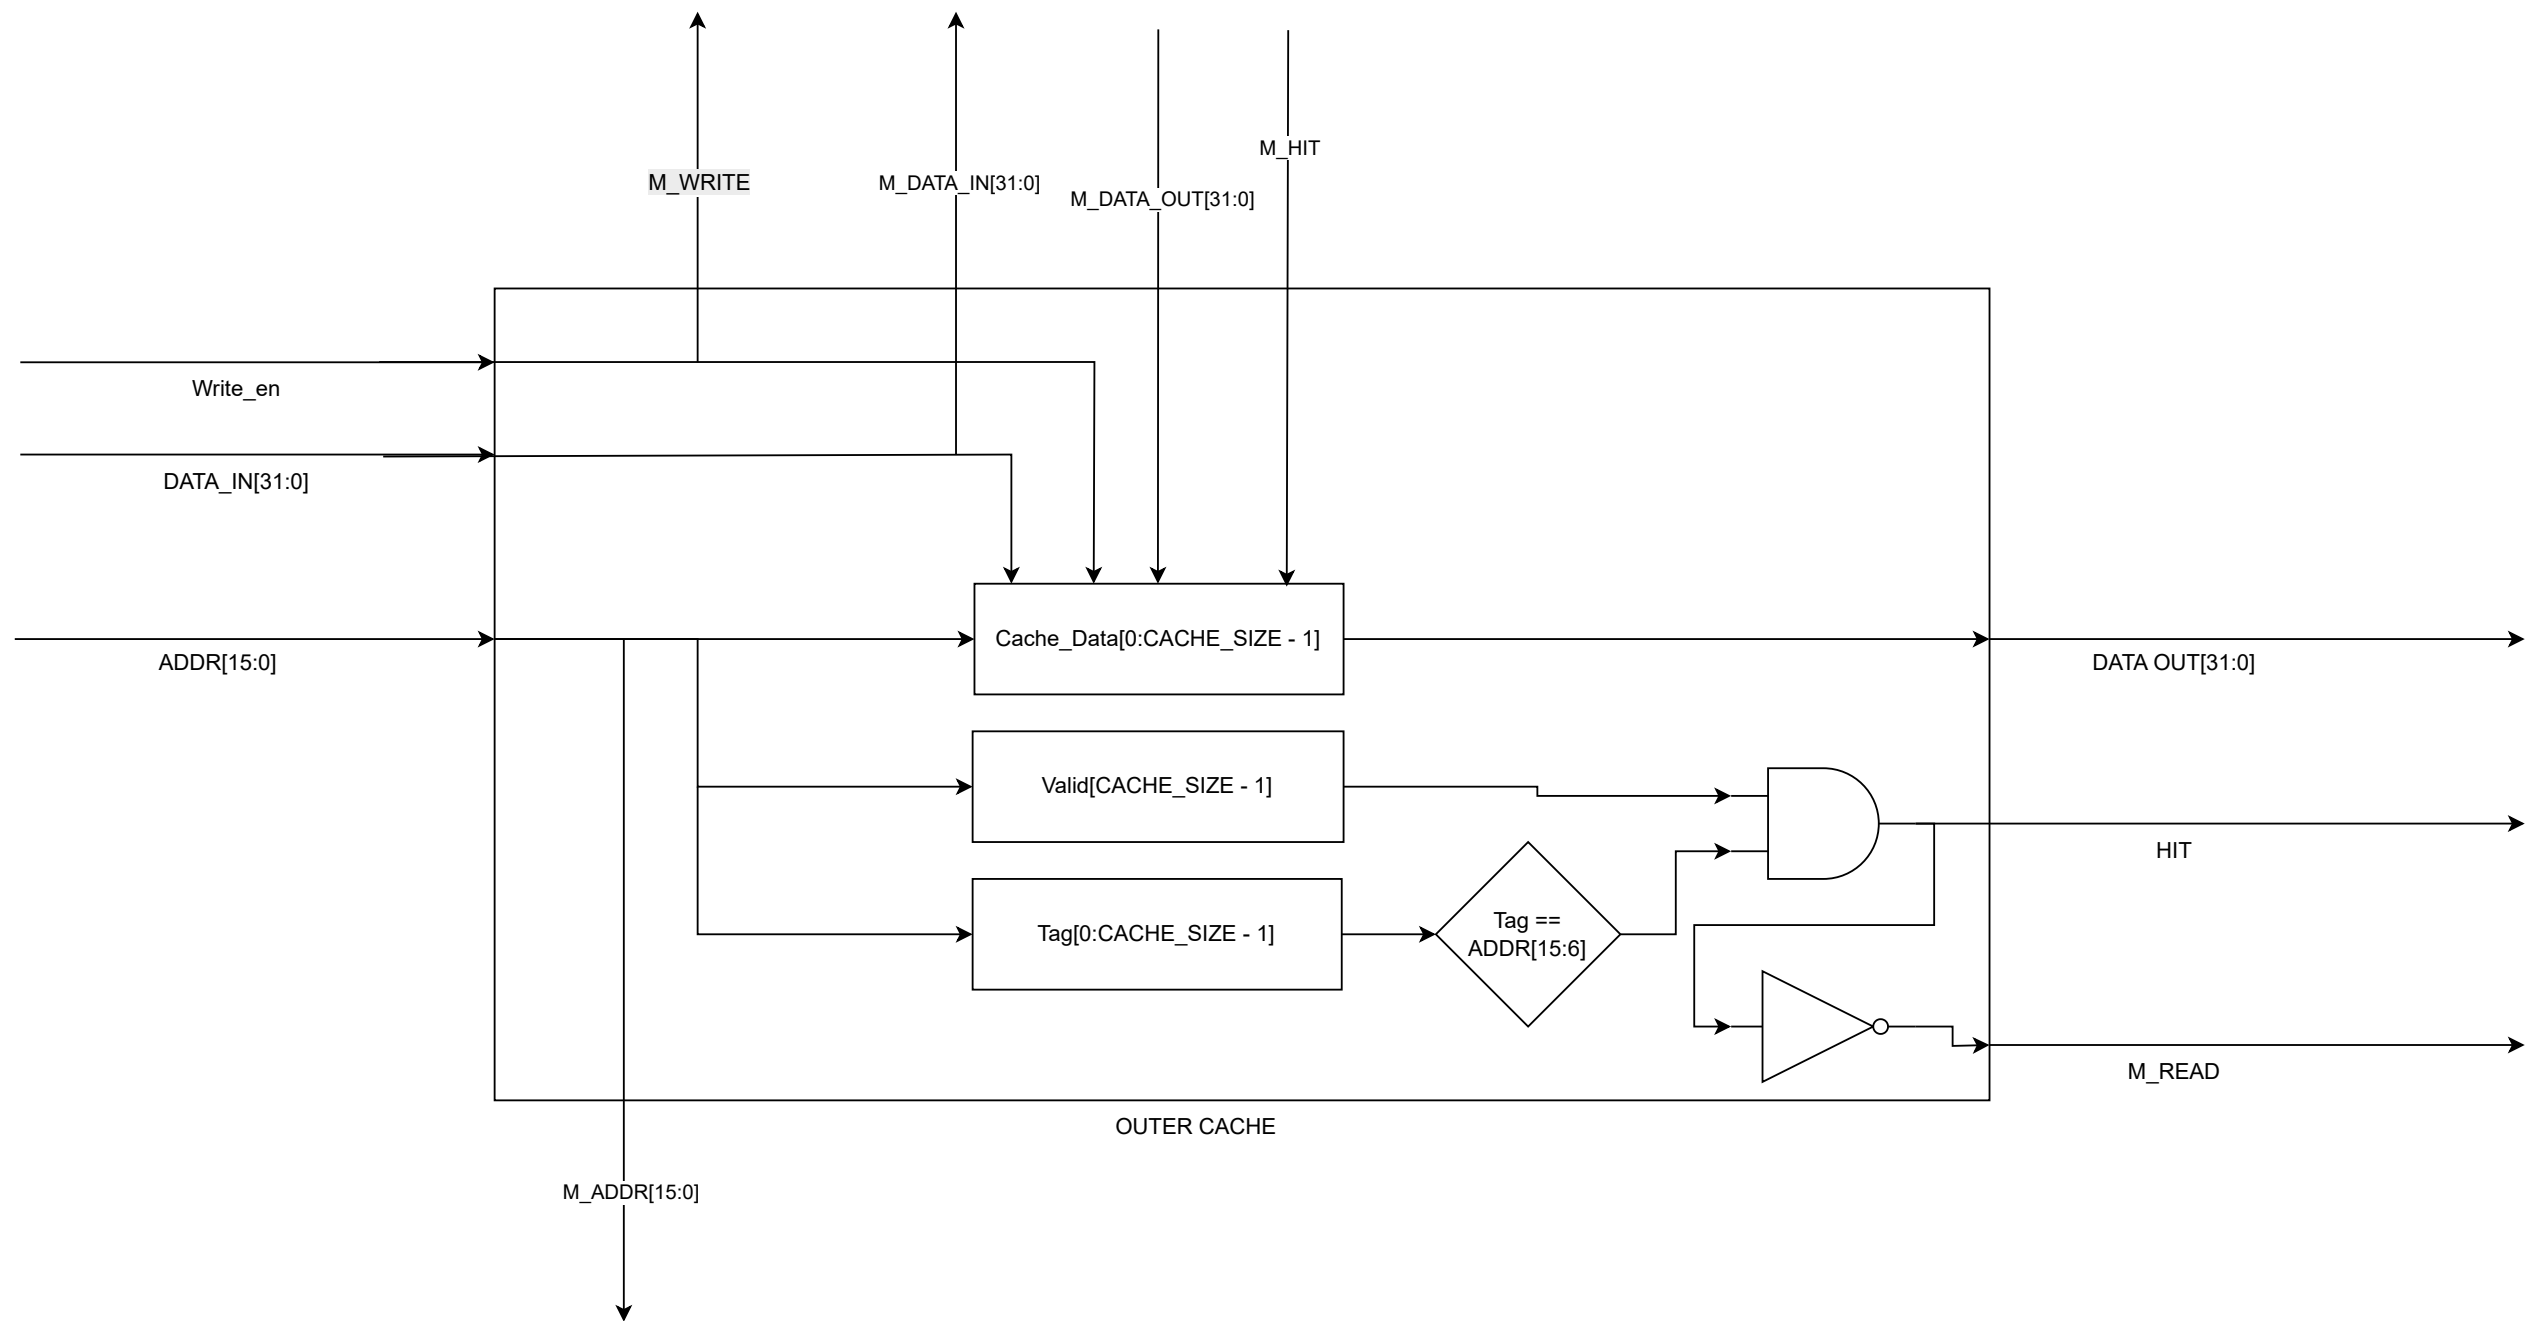 M_HIT
M_WRITE
M_DATA_IN[31:0]
M_DATA_OUT[31:0]
Write_en
DATA_IN[31:0]
Cache_Data[0:CACHE_SIZE - 1]
ADDR[15:0]
DATA OUT[31:0]
Valid[CACHE_SIZE - 1]
HIT
Tag[0:CACHE_SIZE - 1]
Tag ==
ADDR[15:6]
M_READ
OUTER CACHE
M_ADDR[15:0]